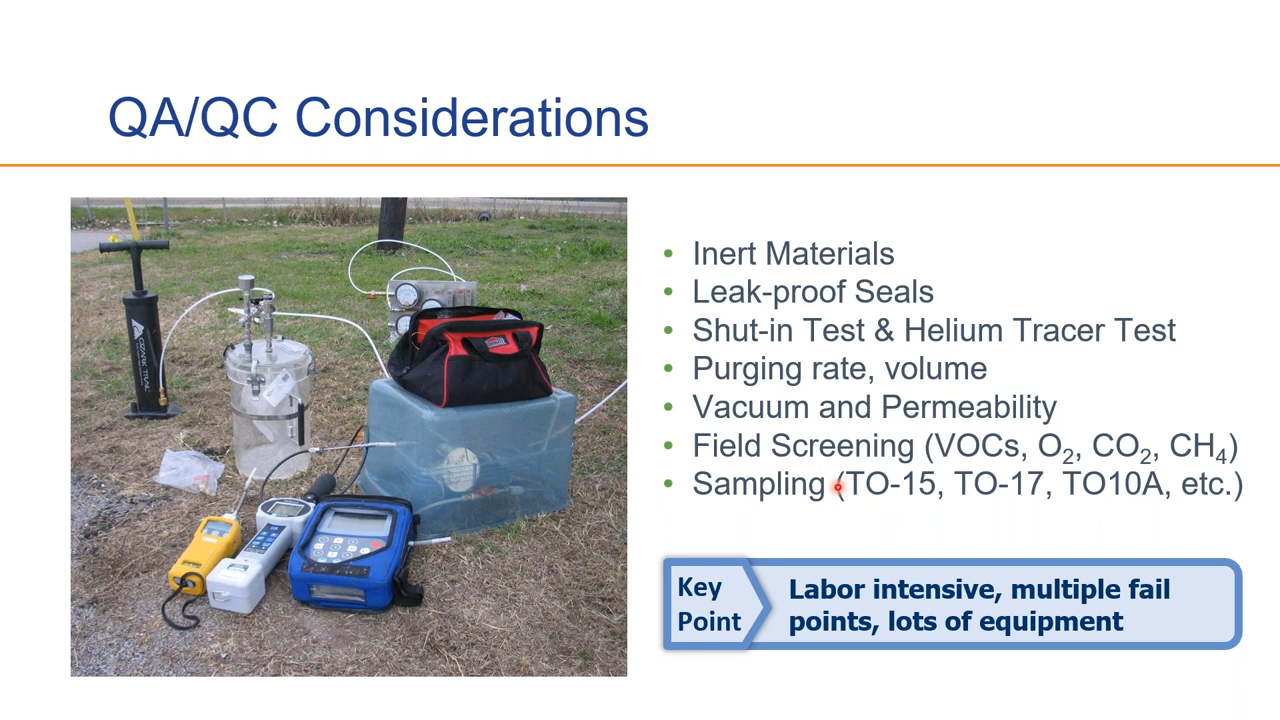 QA/QC Considerations
• Inert Materials
• Leak-proof Seals
• Shut-in Test & Helium Tracer Test
• Purging rate, volume
• Vacuum and Permeability
• Field Screening (VOCs, O₂, CO₂, CH₄)
• Sampling (TO-15, TO-17, TO10A, etc.)
OZARK TRAIL
Key
Point
Labor intensive, multiple fail
points, lots of equipment